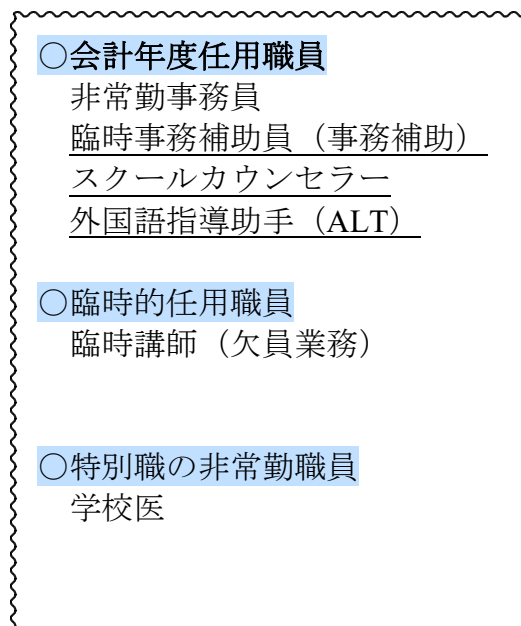 ○会計年度任用職員
非常勤事務員
臨時事務補助員（事務補助）
スクールカウンセラー
外国語指導助手（ALT）
○臨時的任用職員
臨時講師（欠員業務）
○特別職の非常勤職員
学校医